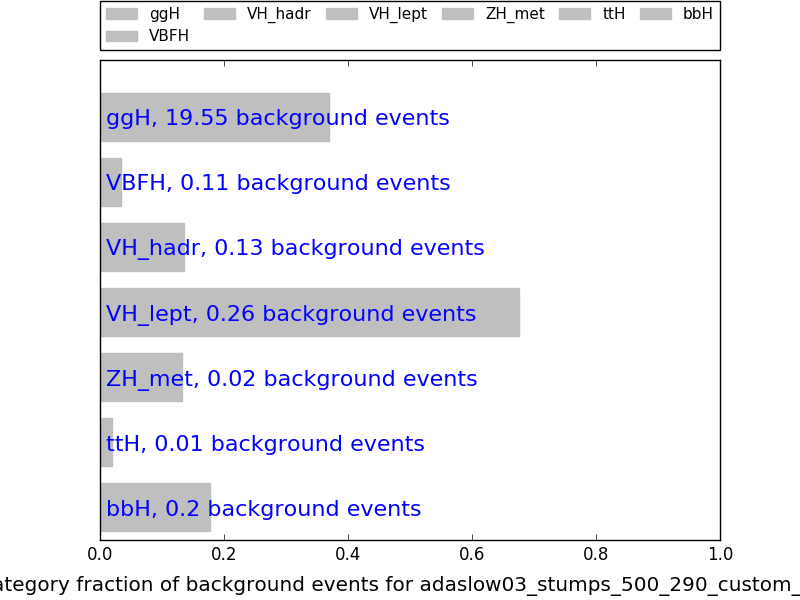 ggH VH_hadr VH_lept ZH_met ttH bbH
VBFH
ggH, 19.55 background events
VBFH, 0.11 background events
VH_hadr, 0.13 background events
VH_lept, 0.26 background events
ZH_met, 0.02 background events
ttH, 0.01 background events
bbH, 0.2 background events
0.0 0.2 0.4 0.6 0.8 1.0
ategory fraction of background events for adaslow03_stumps_500_290_custom_